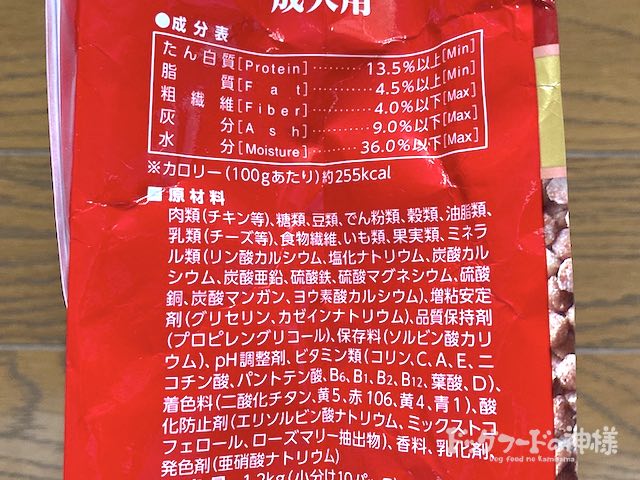 成犬用
●成分表
たん白質[Protein]……13.5%以上[Min]
脂質[Fat]……4.5%以上[Min]
粗繊維[Fiber]……4.0%以下[Max]
灰分[Ash]……9.0%以下[Max]
水分[Moisture]……36.0%以下[Max]
※カロリー(100gあたり)約255kcal
■原材料
肉類(チキン等)、糖類、豆類、でん粉類、穀類、油脂類、
乳類(チーズ等)、食物繊維、いも類、果実類、ミネラ
ル類(リン酸カルシウム、塩化ナトリウム、炭酸カル
シウム、炭酸亜鉛、硫酸鉄、硫酸マグネシウム、硫酸
銅、炭酸マンガン、ヨウ素酸カルシウム)、増粘安定
剤(グリセリン、カゼインナトリウム)、品質保持剤
(プロピレングリコール)、保存料(ソルビン酸カリ
ウム)、pH調整剤、ビタミン類(コリン、C、A、E、ニ
コチン酸、パントテン酸、B6、B1、B2、B12、葉酸、D)、
着色料(二酸化チタン、黄5、赤106、黄4、青1)、酸
化防止剤(エリソルビン酸ナトリウム、ミックストコ
フェロール、ローズマリー抽出物)、香料、乳化剤、
発色剤(亜硝酸ナトリウム)
1.2kg(小分け10パ
ドッグフードの神様
Dog food no Kamisama